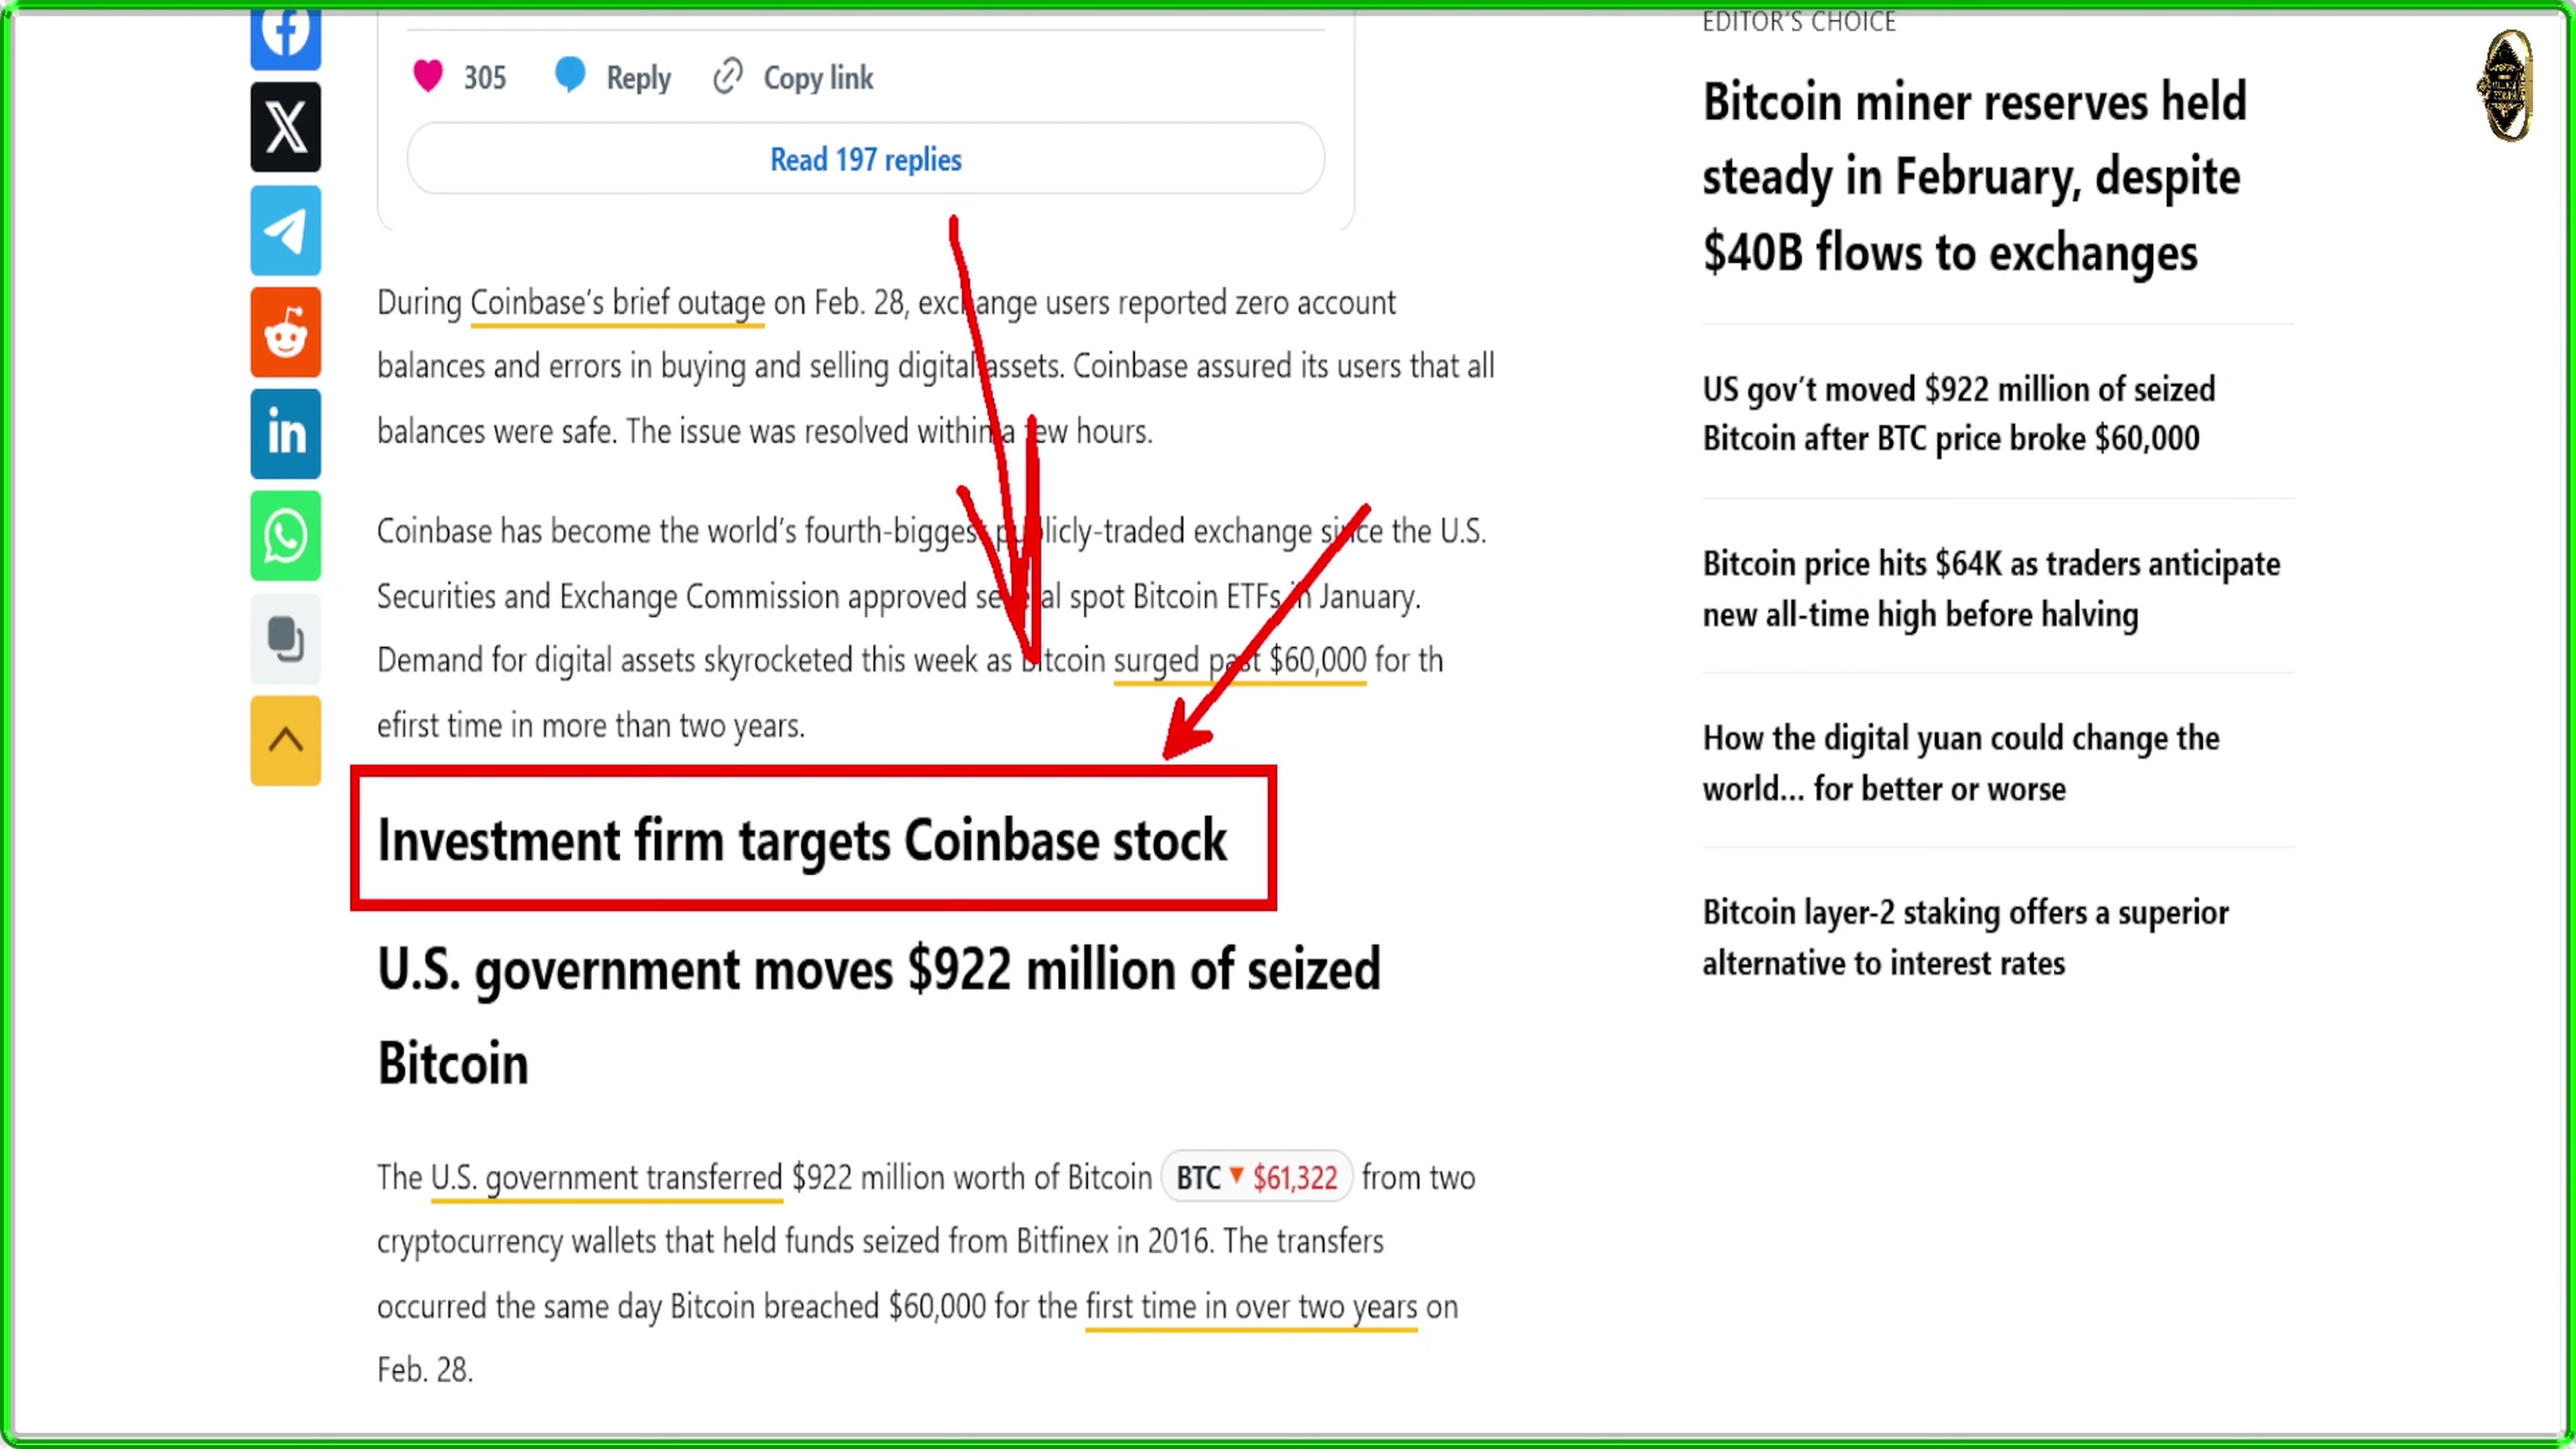 305 Reply Copy link
Read 197 replies
During Coinbase's brief outage on Feb. 28, exchange users reported zero account
balances and errors in buying and selling digital assets. Coinbase assured its users that all
balances were safe. The issue was resolved within a few hours.
Coinbase has become the world's fourth-biggest publicly-traded exchange since the U.S.
Securities and Exchange Commission approved several spot Bitcoin ETFs in January.
Demand for digital assets skyrocketed this week as Bitcoin surged past $60,000 for th
efirst time in more than two years.
Investment firm targets Coinbase stock
U.S. government moves $922 million of seized
Bitcoin
The U.S. government transferred $922 million worth of Bitcoin BTC ▼ $61,322 from two
cryptocurrency wallets that held funds seized from Bitfinex in 2016. The transfers
occurred the same day Bitcoin breached $60,000 for the first time in over two years on
Feb. 28.
EDITOR'S CHOICE
Bitcoin miner reserves held
steady in February, despite
$40B flows to exchanges
US gov't moved $922 million of seized
Bitcoin after BTC price broke $60,000
Bitcoin price hits $64K as traders anticipate
new all-time high before halving
How the digital yuan could change the
world... for better or worse
Bitcoin layer-2 staking offers a superior
alternative to interest rates